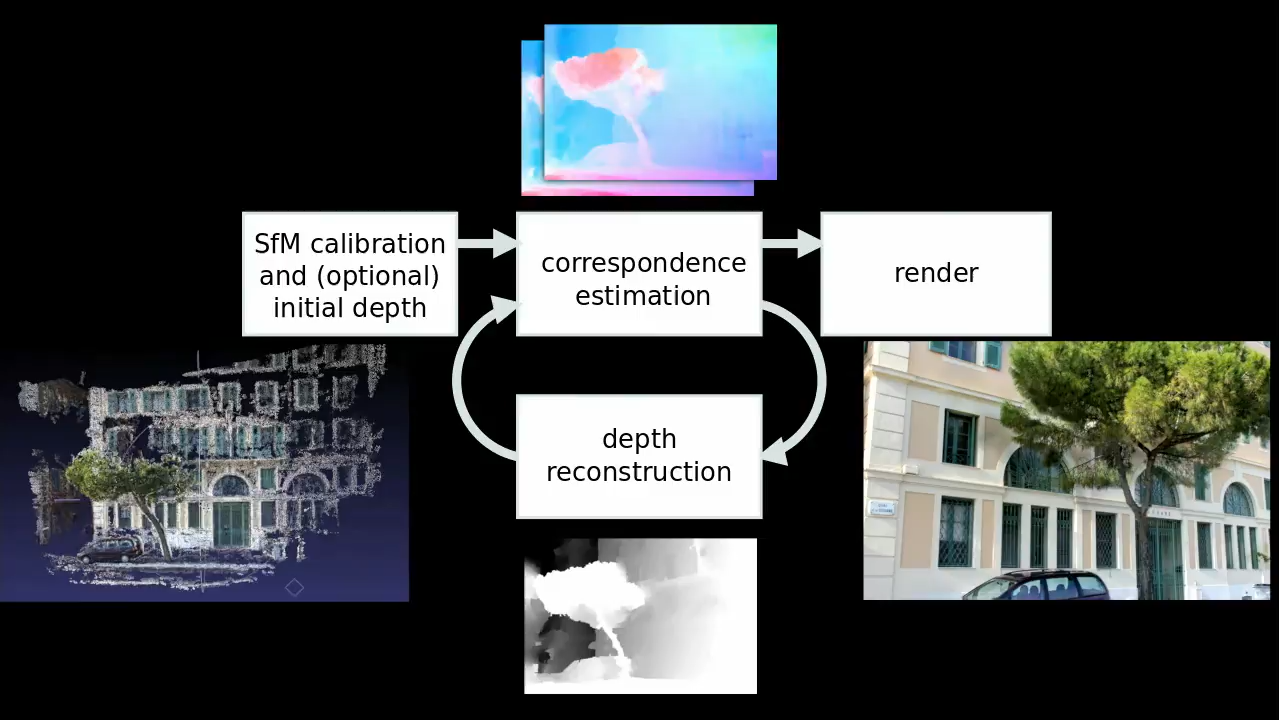 SfM calibration
and (optional)
initial depth
correspondence
estimation
render
depth
reconstruction